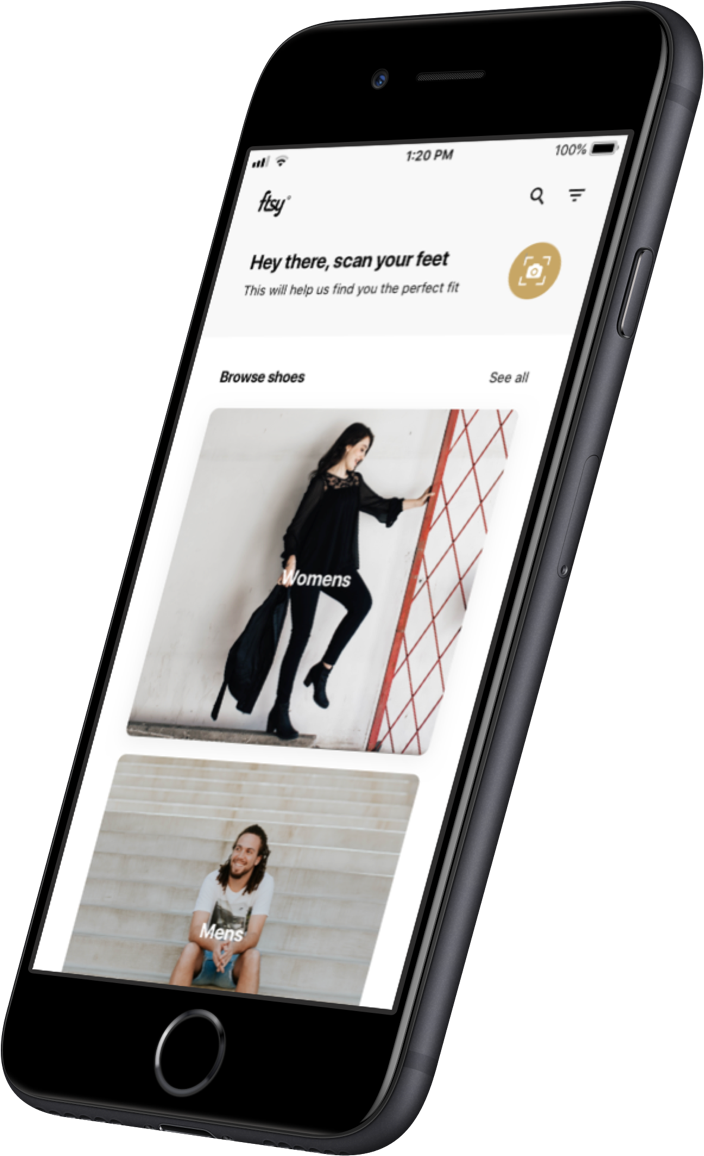 1:20 PM
100%
ftsy®
Hey there, scan your feet
This will help us find you the perfect fit
Browse shoes
See all
Womens
Mens